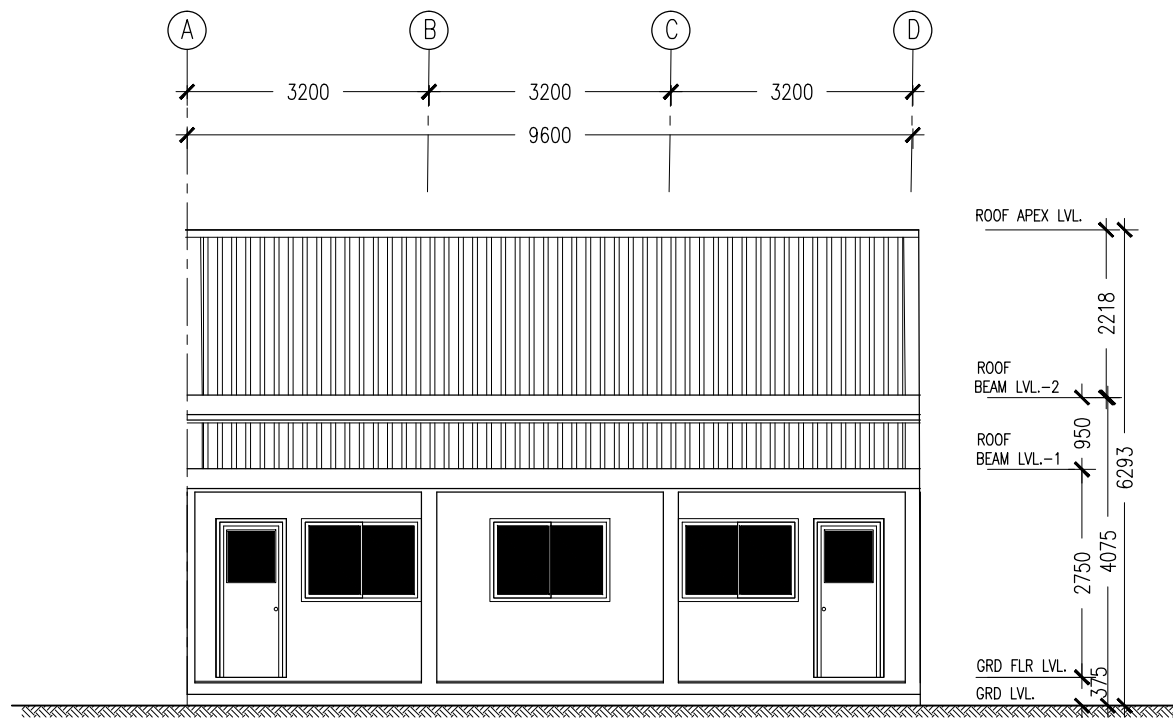 A B C D
3200 3200 3200
9600
ROOF APEX LVL.
2218
ROOF
BEAM LVL.-2
950
ROOF
BEAM LVL.-1
6293
4075
2750
GRD FLR LVL.
375
GRD LVL.